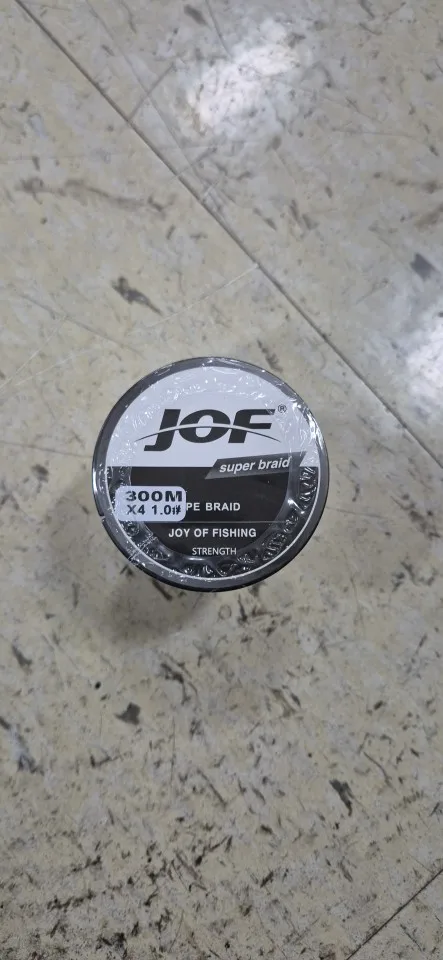 JOF®
super braid
300M
X4 1.0#
PE BRAID
JOY OF FISHING
STRENGTH